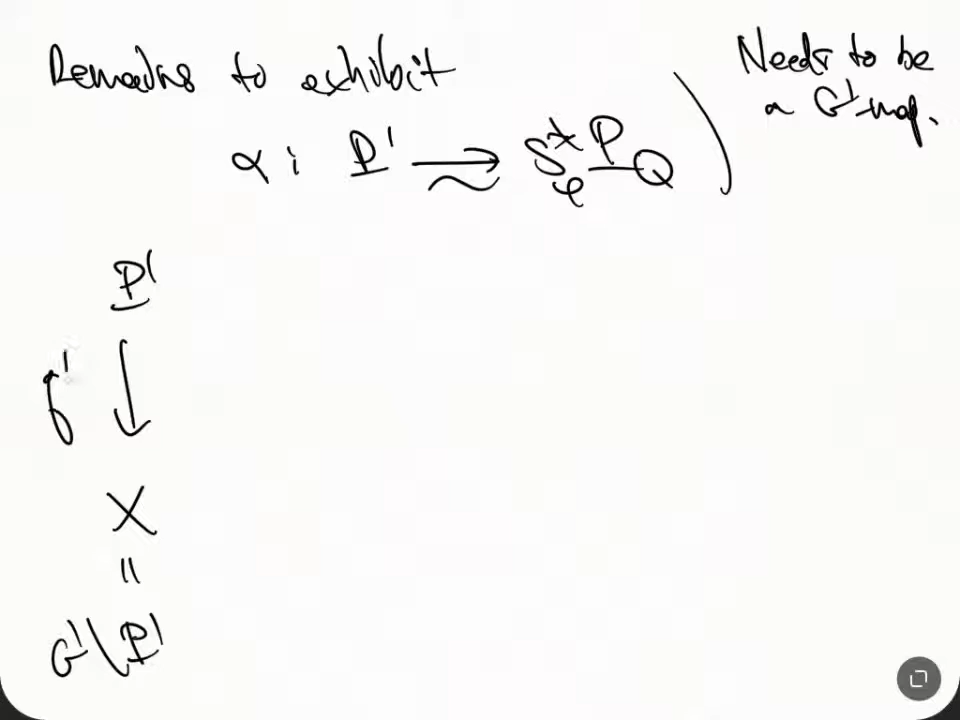 Remains to exhibit
α : P' ⟶ S*_φ P_Q
Needs to be
a G'-map.
P'
↓
X
=
G'\P'